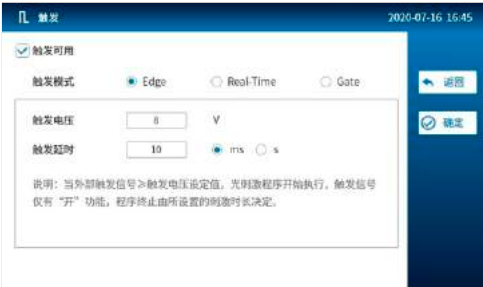 触发 2020-07-16 16:45
触发可用
触发模式 Edge Real-Time Gate
返回
触发电压 8 V
确定
触发延时 10 ms s
说明：当外部触发信号≥触发电压设定值，光刺激程序开始执行，触发信号
仅有“开”功能，程序终止由所设置的刺激时长决定。